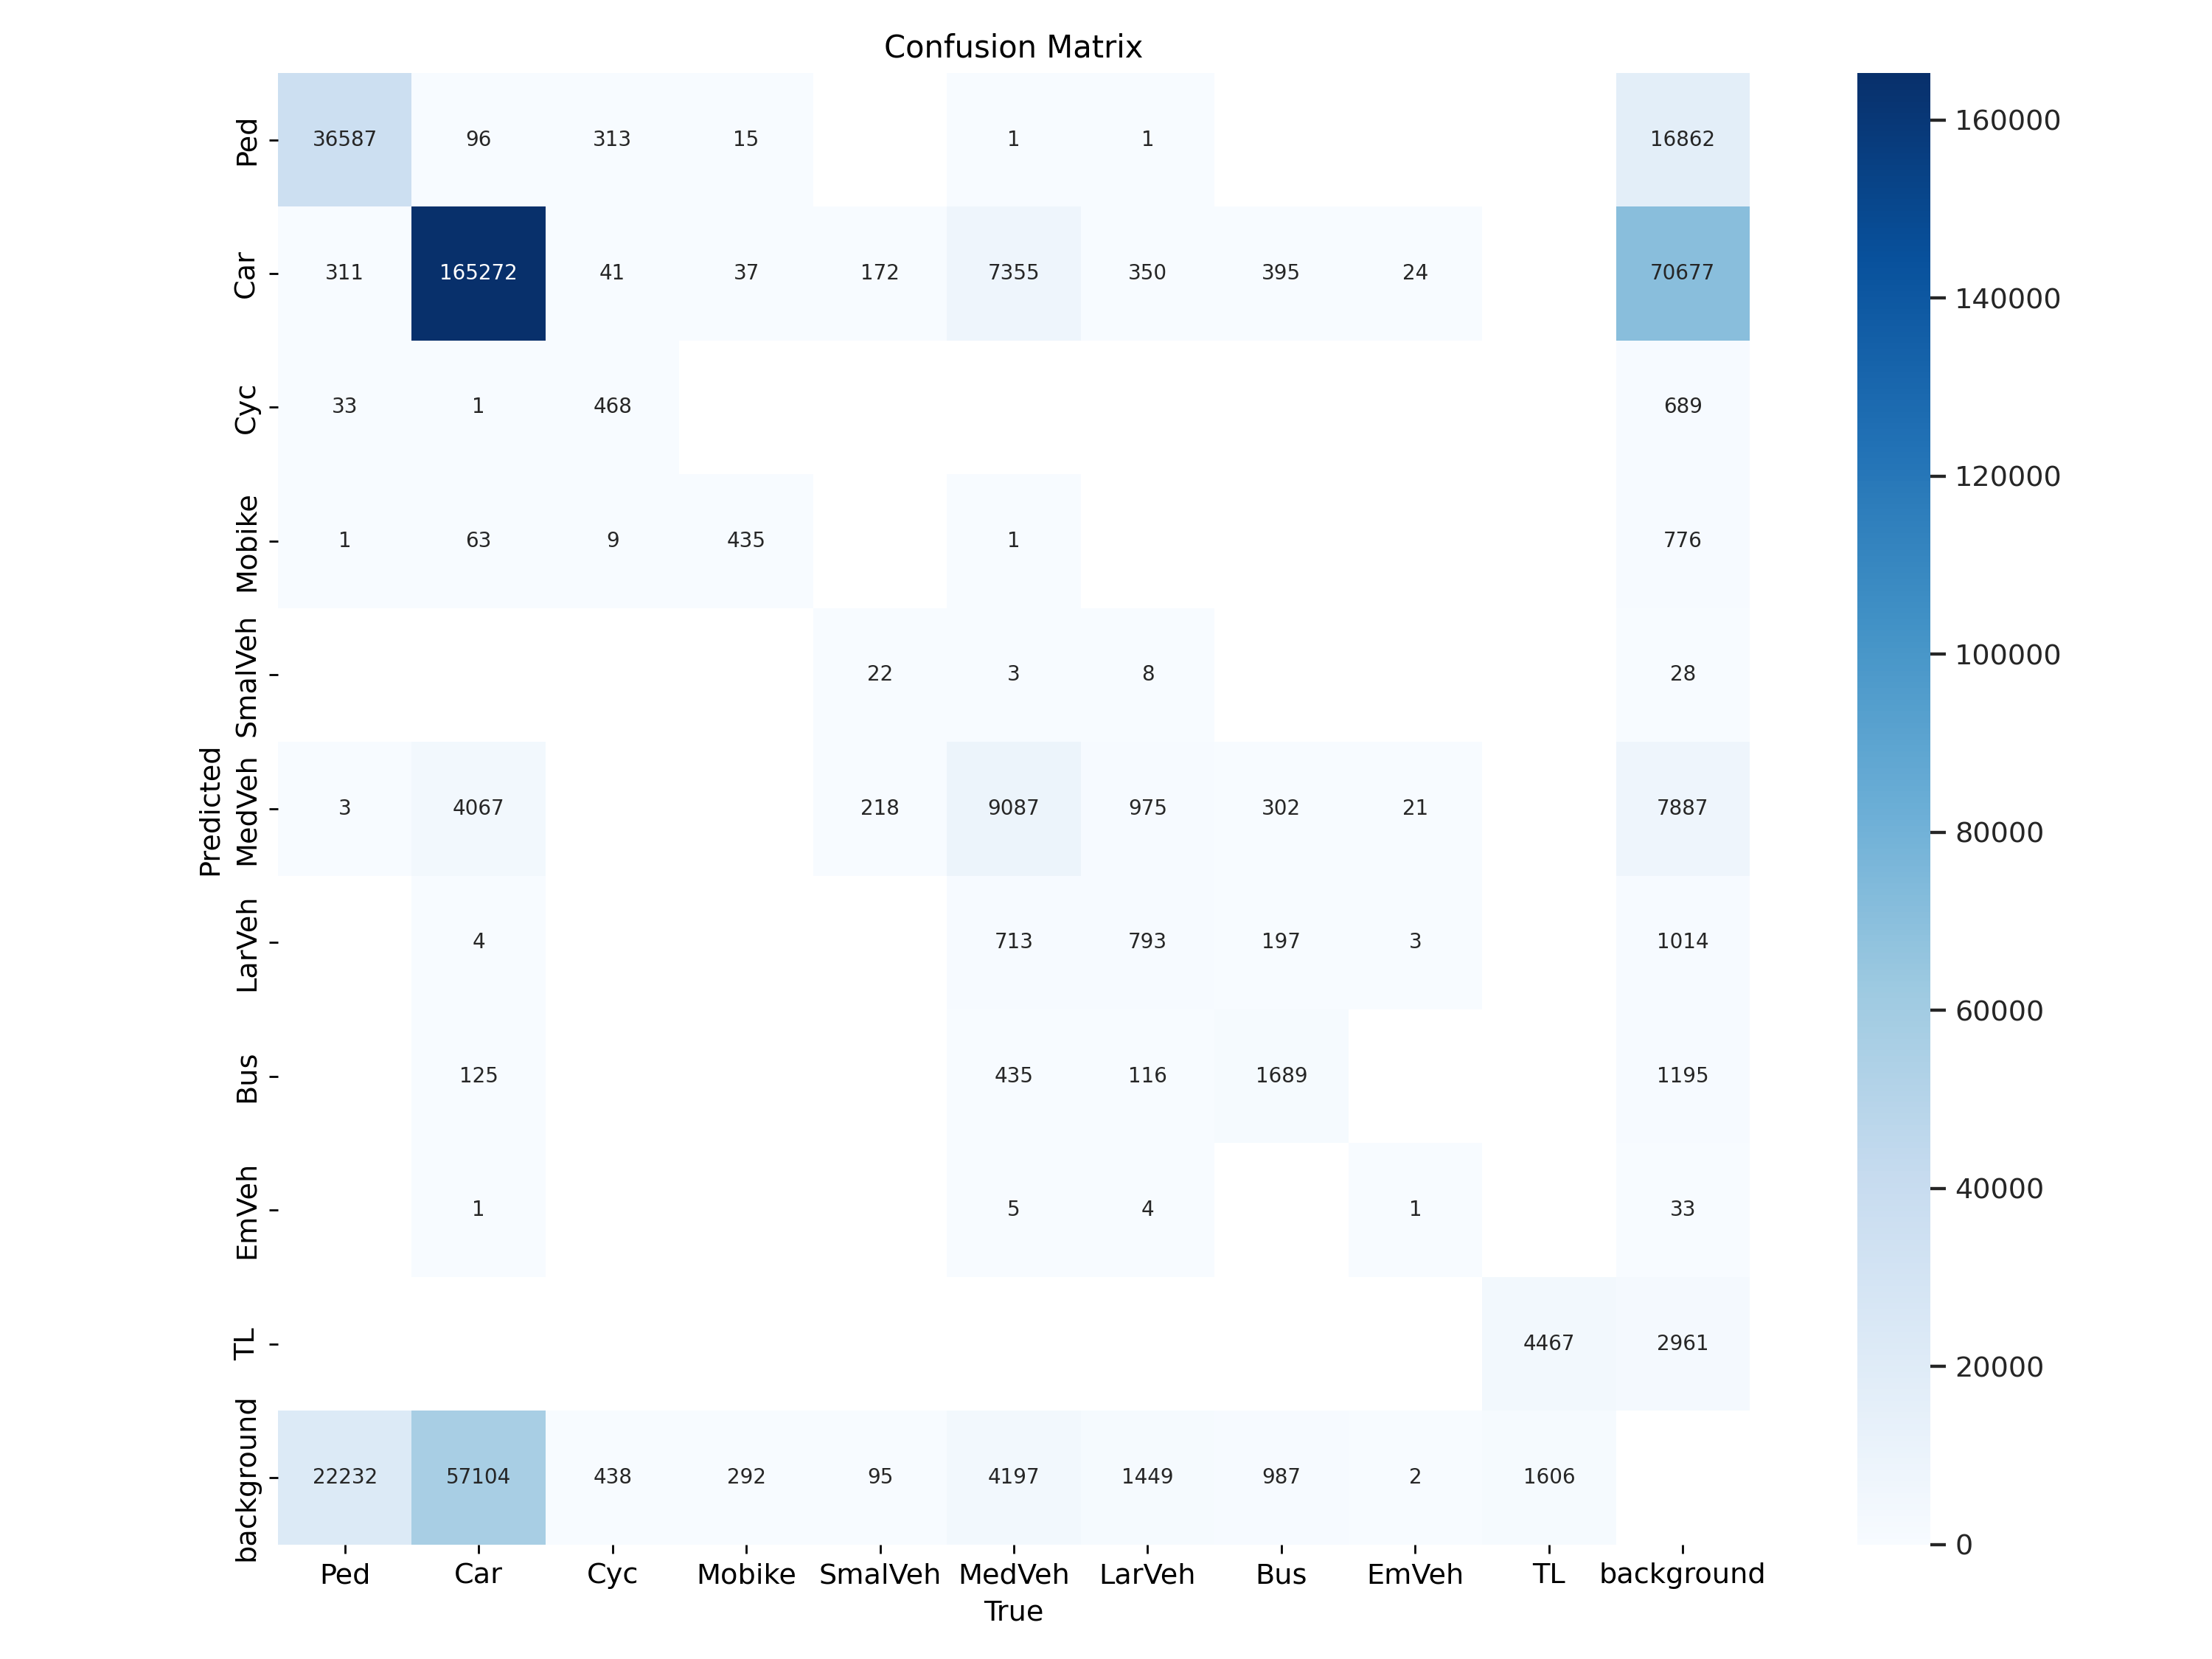 Confusion Matrix
Ped 36587 96 313 15 1 1 16862
Car 311 165272 41 37 172 7355 350 395 24 70677
Cyc 33 1 468 689
Mobike 1 63 9 435 1 776
SmalVeh 22 3 8 28
MedVeh 3 4067 218 9087 975 302 21 7887
LarVeh 4 713 793 197 3 1014
Bus 125 435 116 1689 1195
EmVeh 1 5 4 1 33
TL 4467 2961
background 22232 57104 438 292 95 4197 1449 987 2 1606
Predicted
Ped Car Cyc Mobike SmalVeh MedVeh LarVeh Bus EmVeh TL background
True
160000
140000
120000
100000
80000
60000
40000
20000
0